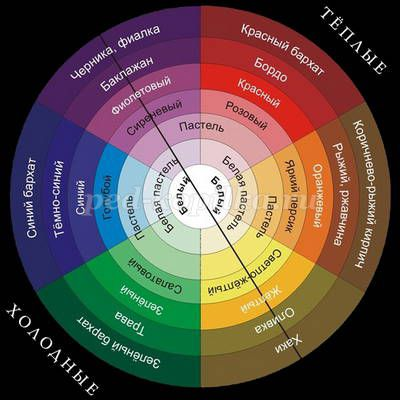 ТЁПЛЫЕ
ХОЛОДНЫЕ
Черника, фиалка
Баклажан
Фиолетовый
Сиреневый
Пастель
Белая пастель
Белый
Красный бархат
Бордо
Красный
Розовый
Белая пастель
Белый
Коричнево-рыжий кирпич
Рыжий, ржавчина
Оранжевый
Яркий персик
Пастель
Хаки
Оливка
Жёлтый
Светло-жёлтый
Зелёный бархат
Трава
Зелёный
Салатовый
Белая пастель
Синий бархат
Тёмно-синий
Синий
Голубой
Пастель